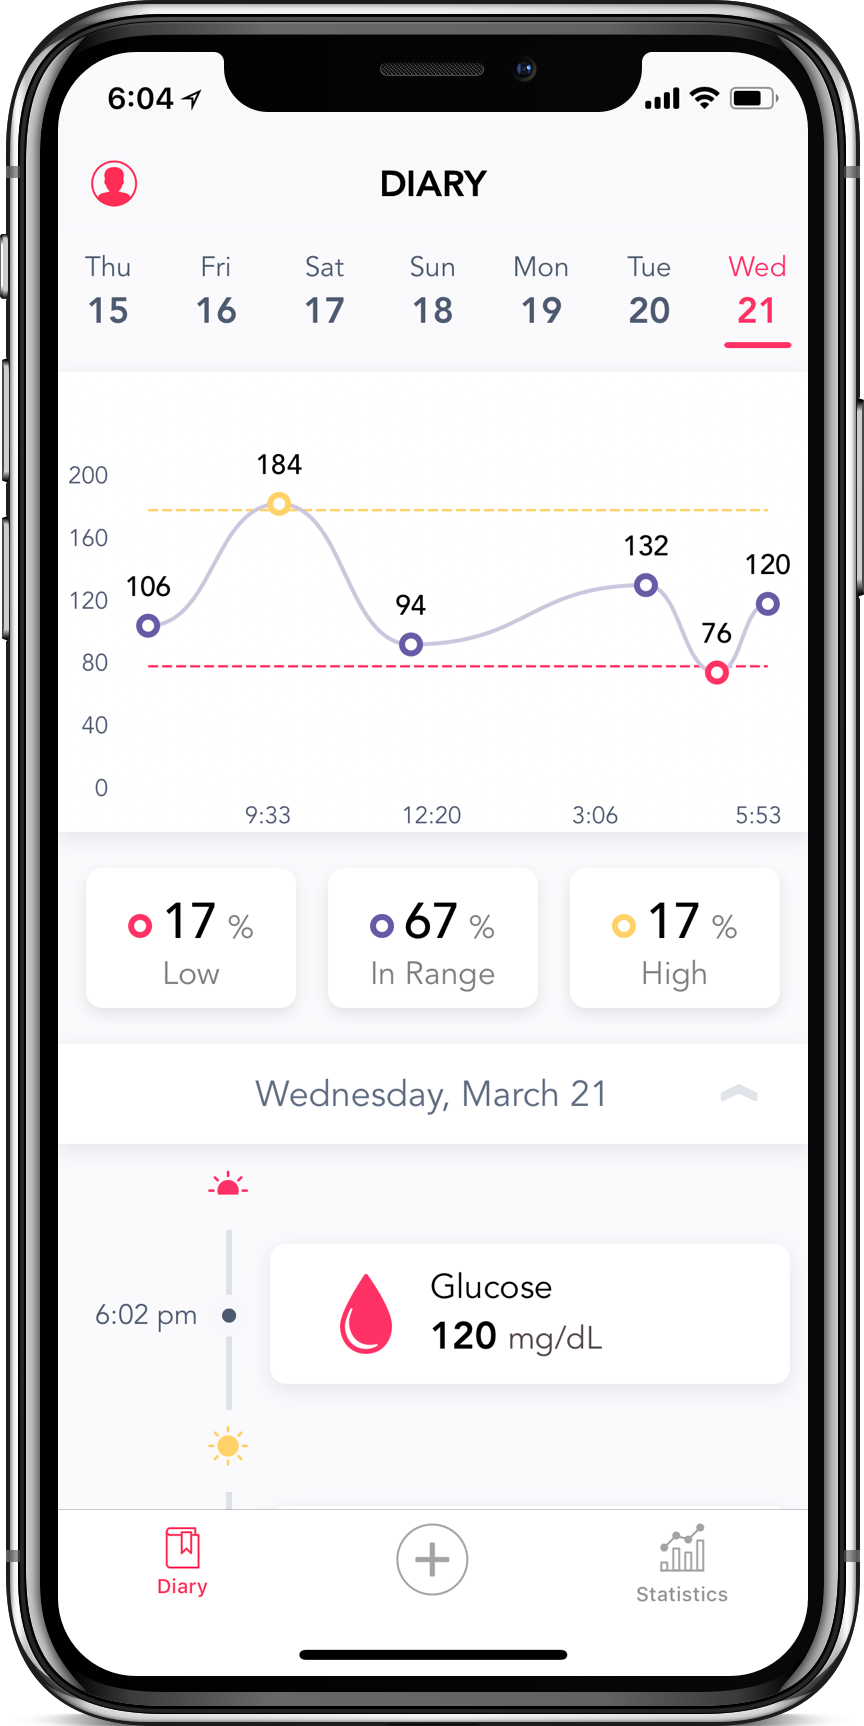 6:04
DIARY
Thu Fri Sat Sun Mon Tue Wed
15 16 17 18 19 20 21
184
200
160
132
120
106
120
94
76
80
40
0
9:33 12:20 3:06 5:53
17 % 67 % 17 %
Low In Range High
Wednesday, March 21
Glucose
6:02 pm
120 mg/dL
Diary
Statistics